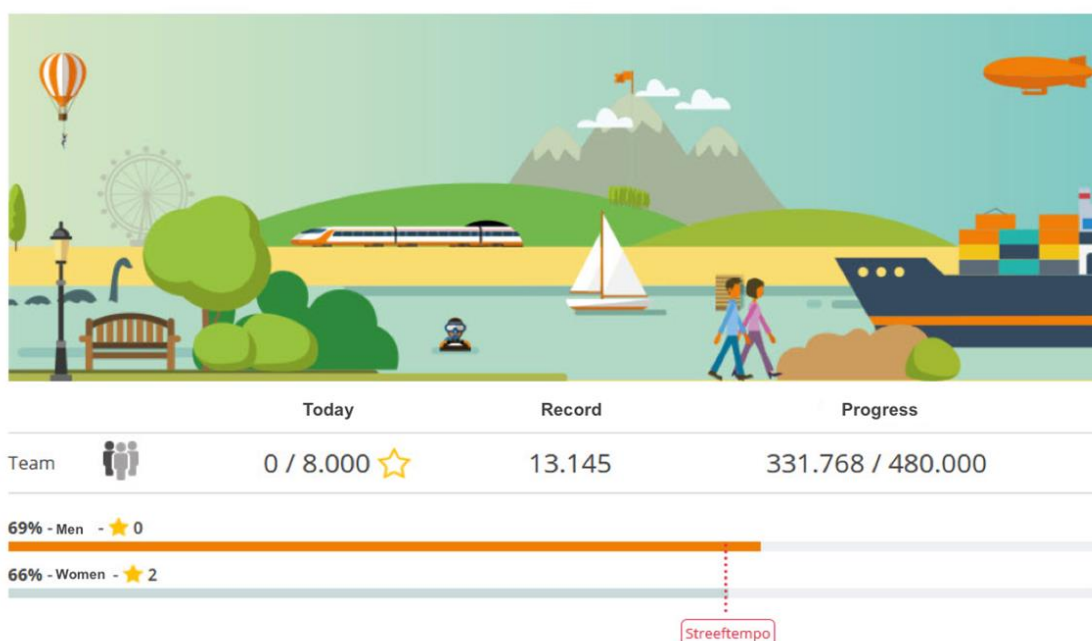 Today Record Progress
Team 0 / 8.000 13.145 331.768 / 480.000
69% - Men - 0
66% - Women - 2
Streeftempo